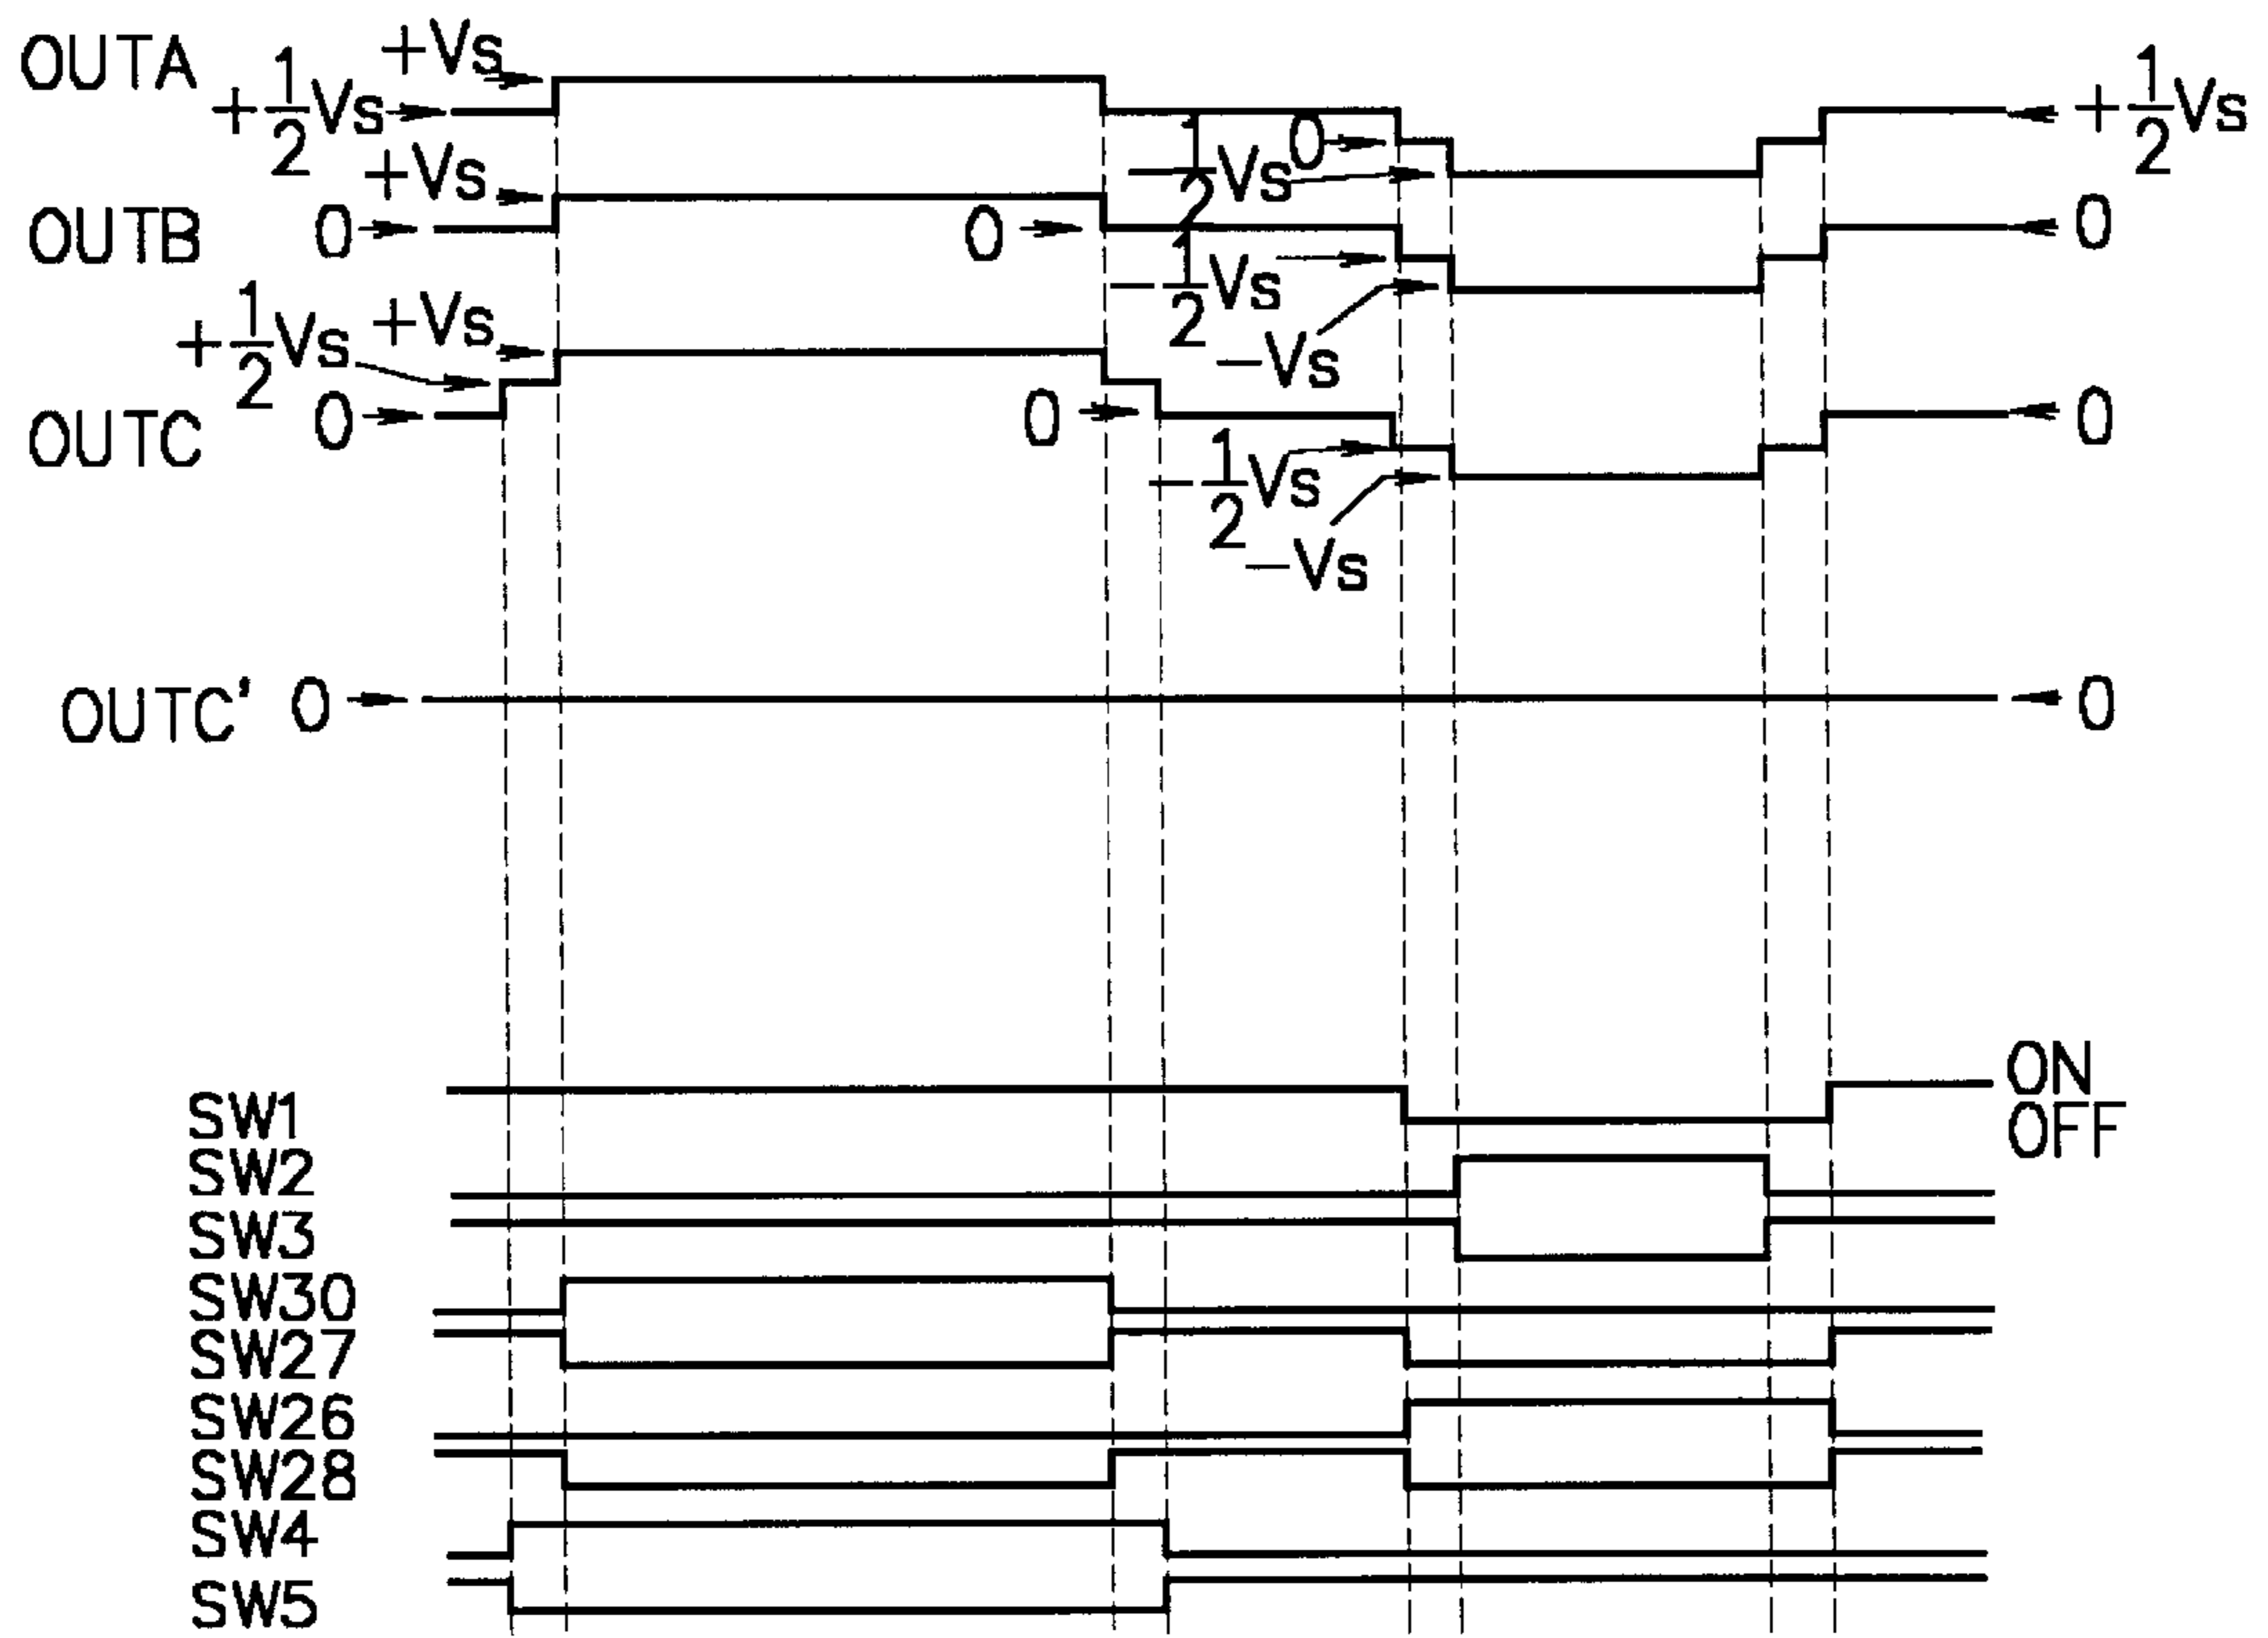 OUTA
+Vs
+1/2Vs
+1/2Vs
0
-1/2Vs
+Vs
OUTB
0
0
0
-1/2Vs
-Vs
+1/2Vs
+Vs
OUTC
0
0
0
-1/2Vs
-Vs
OUTC' 0
0
ON
OFF
SW1
SW2
SW3
SW30
SW27
SW26
SW28
SW4
SW5